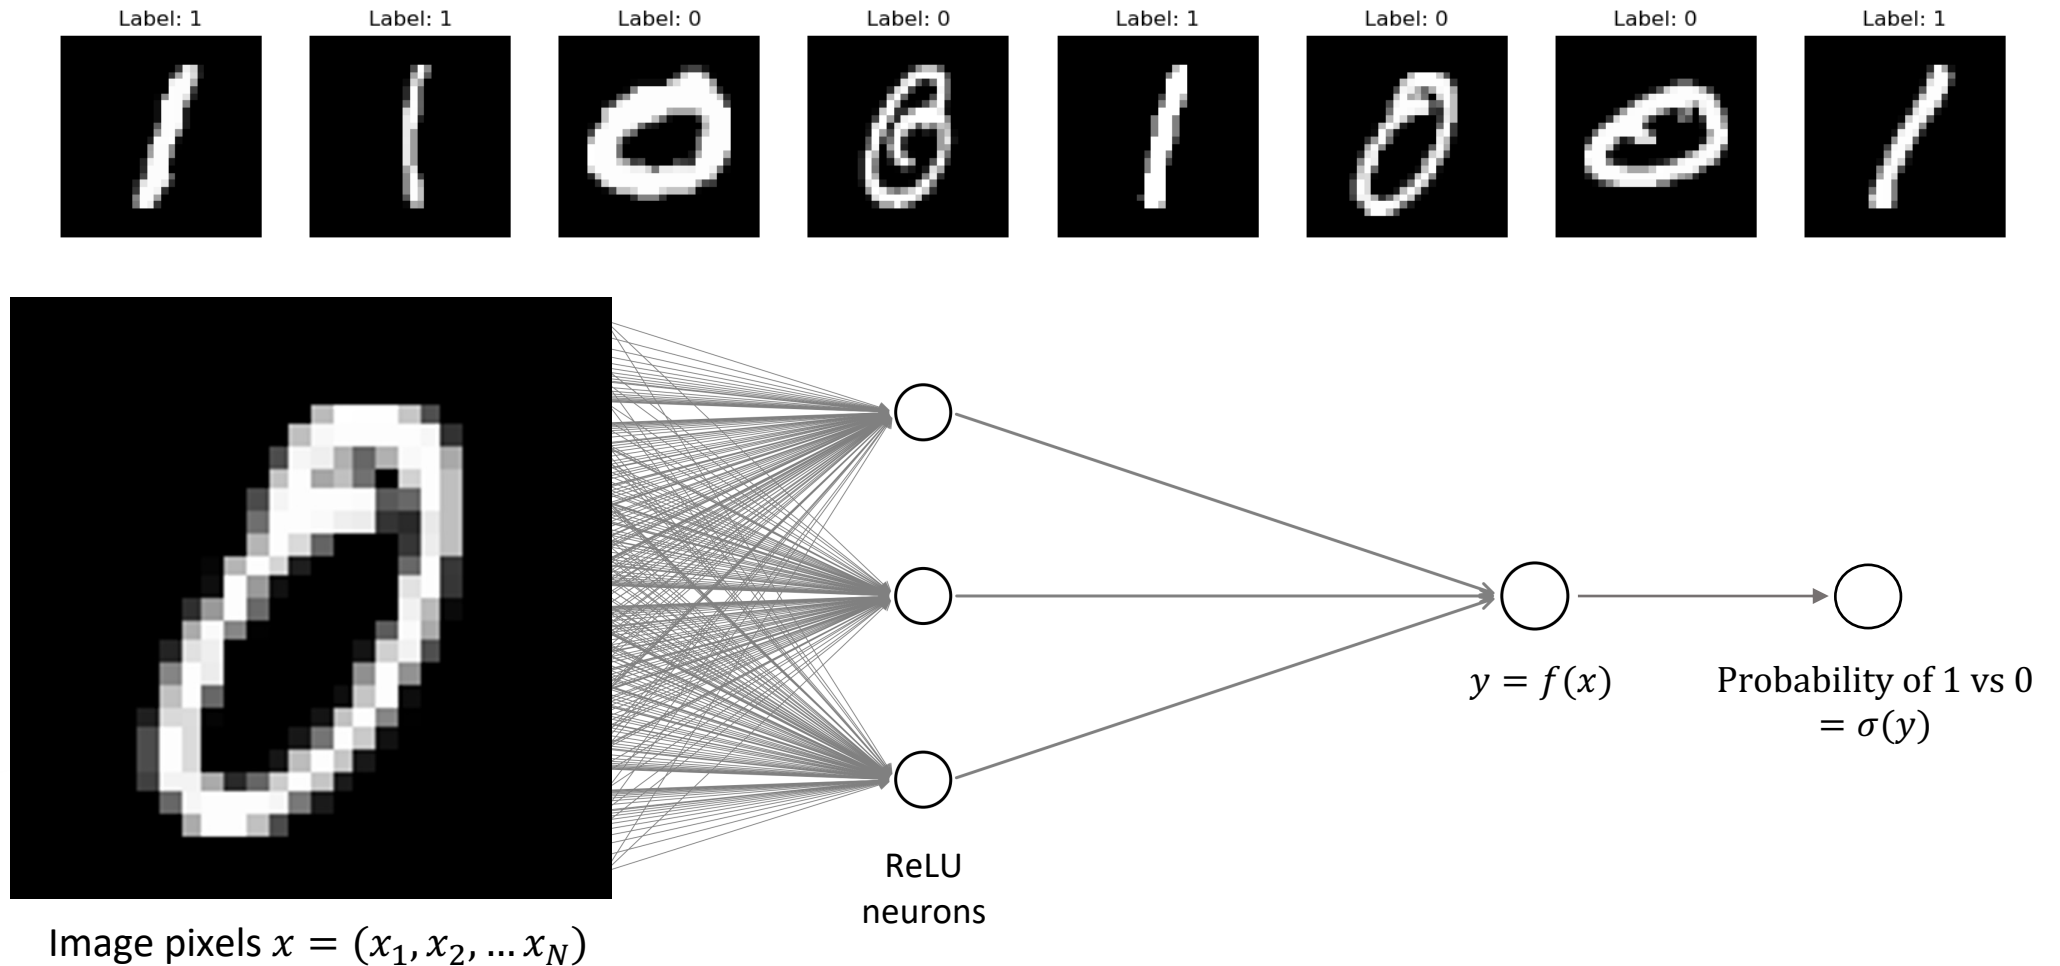 Label: 1
Label: 1
Label: 0
Label: 0
Label: 1
Label: 0
Label: 0
Label: 1
y = f(x)
Probability of 1 vs 0
= σ(y)
ReLU
neurons
Image pixels x = (x₁, x₂, … x_N)